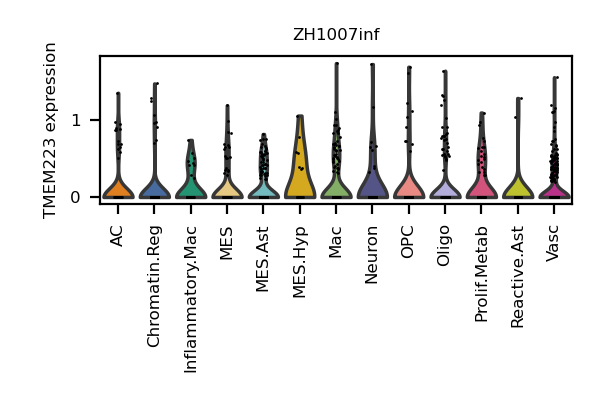 ZH1007inf
TMEM223 expression
1
0
AC
Chromatin.Reg
Inflammatory.Mac
MES
MES.Ast
MES.Hyp
Mac
Neuron
OPC
Oligo
Prolif.Metab
Reactive.Ast
Vasc